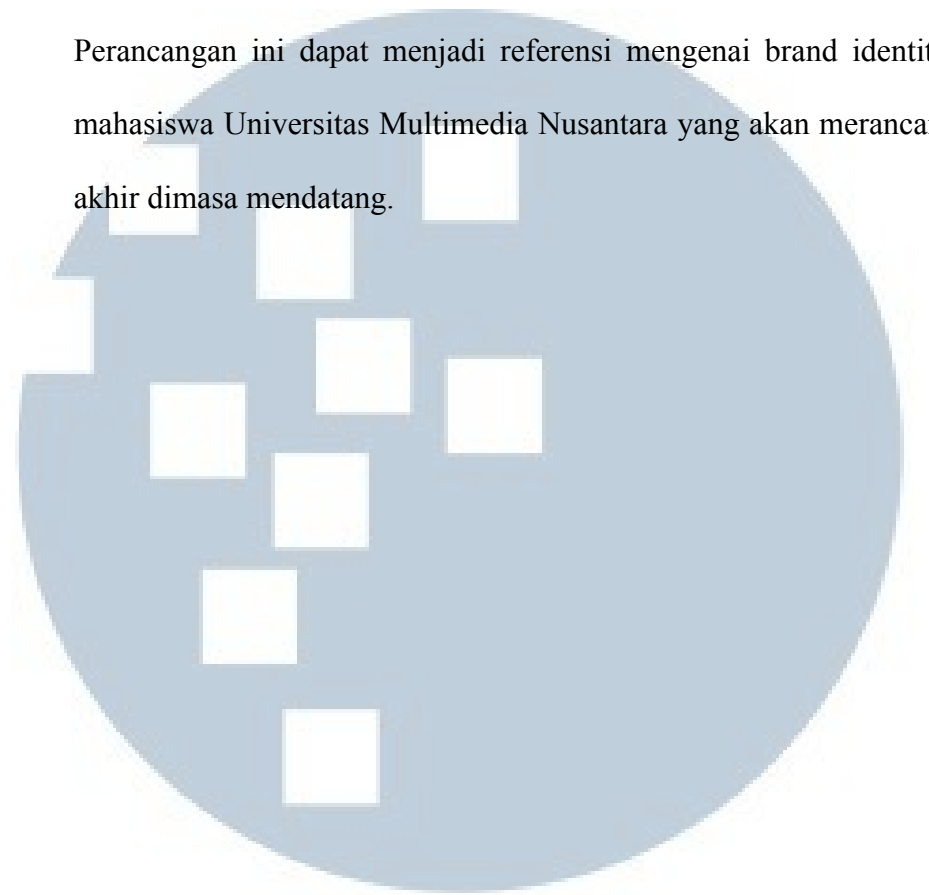 Perancangan ini dapat menjadi referensi mengenai brand identit
mahasiswa Universitas Multimedia Nusantara yang akan merancan
akhir dimasa mendatang.